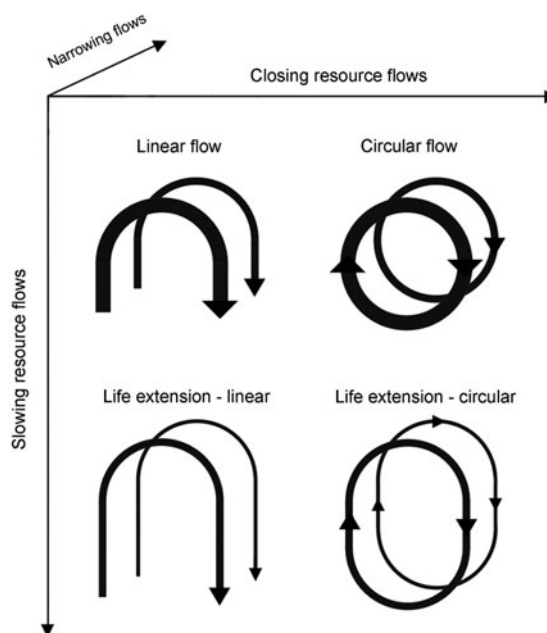 Narrowing flows
Closing resource flows
Linear flow
Circular flow
Slowing resource flows
Life extension - linear
Life extension - circular